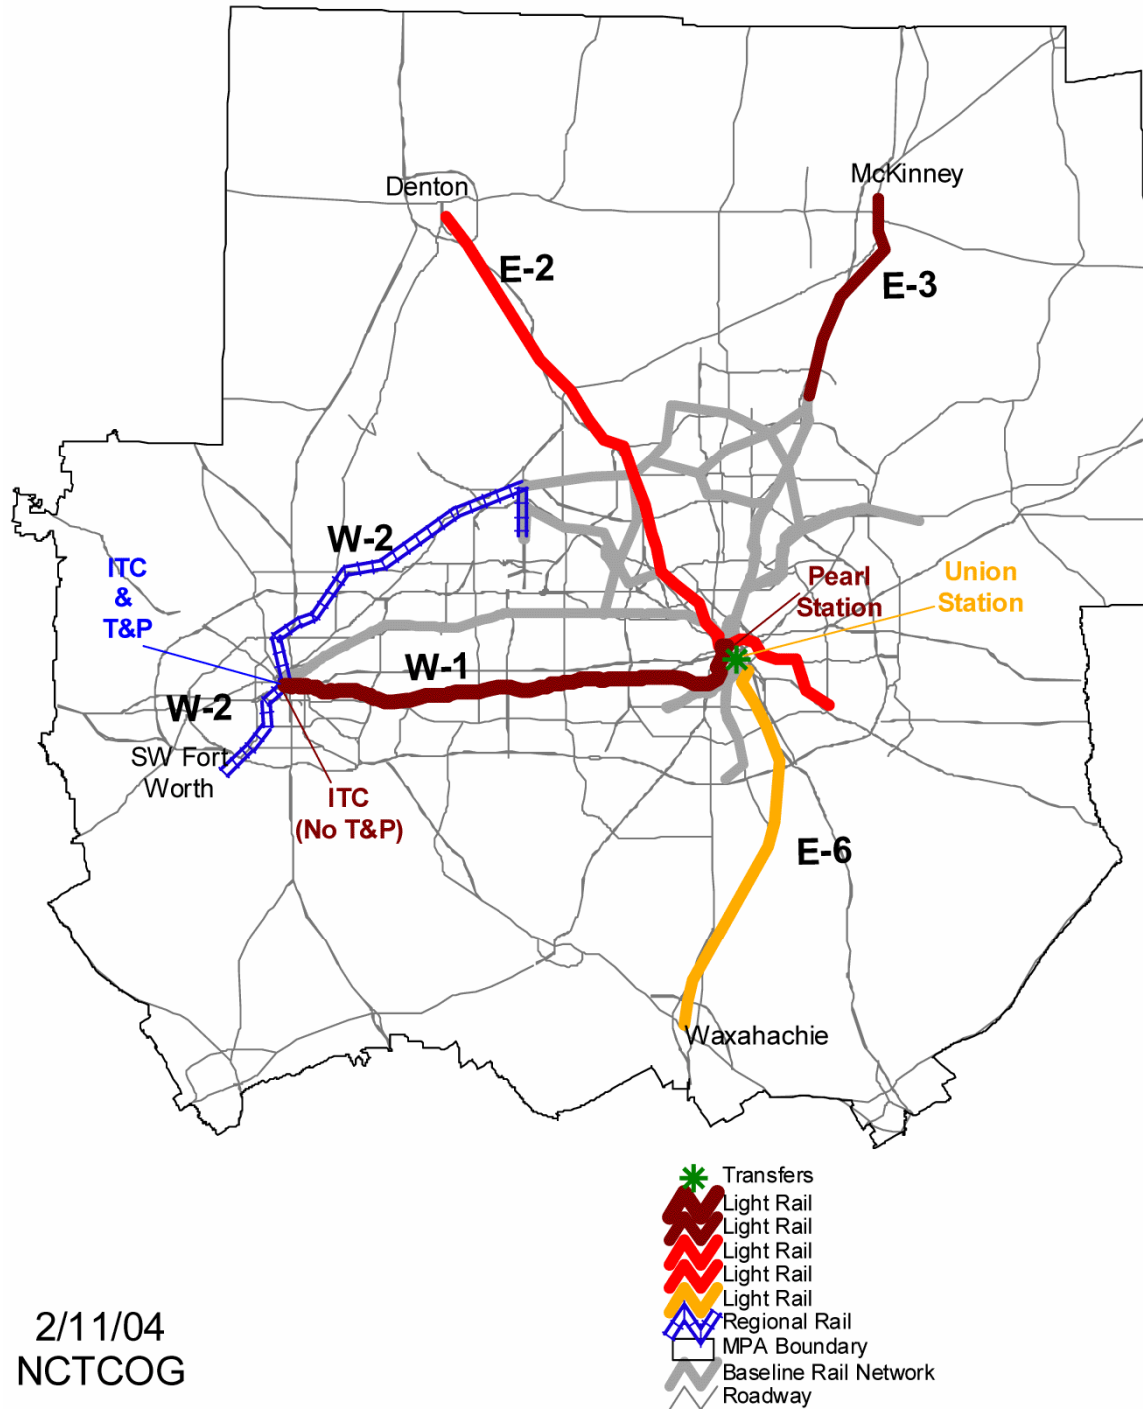 McKinney
Denton
E-2
E-3
W-2
ITC
&
T&P
Pearl
Station
Union
Station
W-1
W-2
SW Fort
Worth
ITC
(No T&P)
E-6
Waxahachie
Transfers
Light Rail
Light Rail
Light Rail
Light Rail
Light Rail
Regional Rail
MPA Boundary
Baseline Rail Network
Roadway
2/11/04
NCTCOG